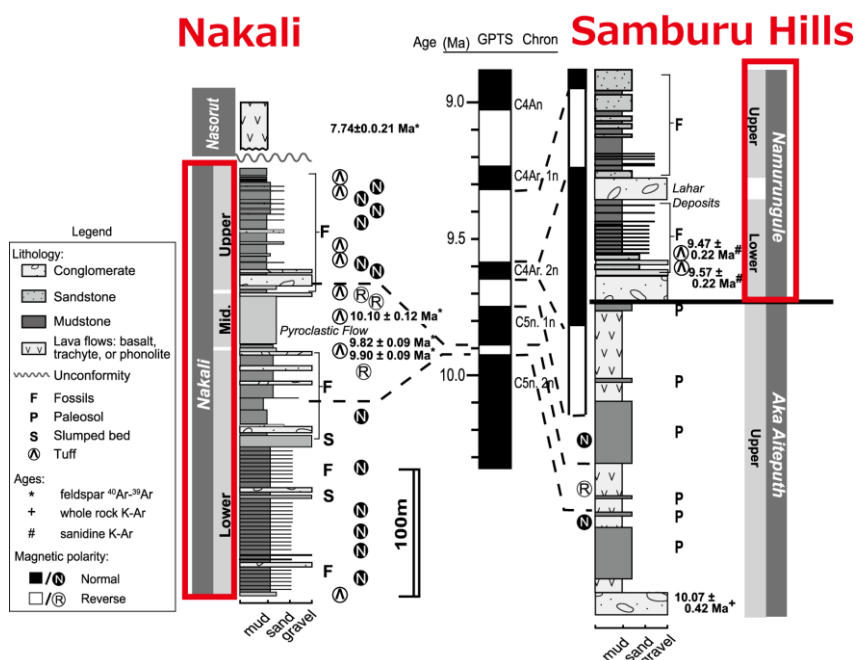 Nakali
Samburu Hills
Age (Ma) GPTS Chron
9.0
9.5
10.0
C4An
C4Ar. 1n
C4Ar. 2n
C5n. 1n
C5n. 2n
Nasorut
7.74±0.0.21 Ma*
Nakali
Upper
Mid.
Lower
F
F
F
F
S
S
N
N
N
N
N
N
R
R
10.10 ± 0.12 Ma*
Pyroclastic Flow
9.82 ± 0.09 Ma*
9.90 ± 0.09 Ma*
R
N
N
N
N
N
N
100m
mud
sand
gravel
Legend
Lithology:
Conglomerate
Sandstone
Mudstone
Lava flows: basalt,
trachyte, or phonolite
Unconformity
F Fossils
P Paleosol
S Slumped bed
Tuff
Ages:
* feldspar 40Ar-39Ar
+ whole rock K-Ar
# sanidine K-Ar
Magnetic polarity:
/N Normal
/R Reverse
F
Lahar
Deposits
F
9.47 ±
0.22 Ma#
9.57 ±
0.22 Ma#
Upper
Lower
Namurungule
P
P
P
P
P
P
N
R
N
Upper
Aka Aiteputh
10.07 ±
0.42 Ma+
mud
sand
gravel